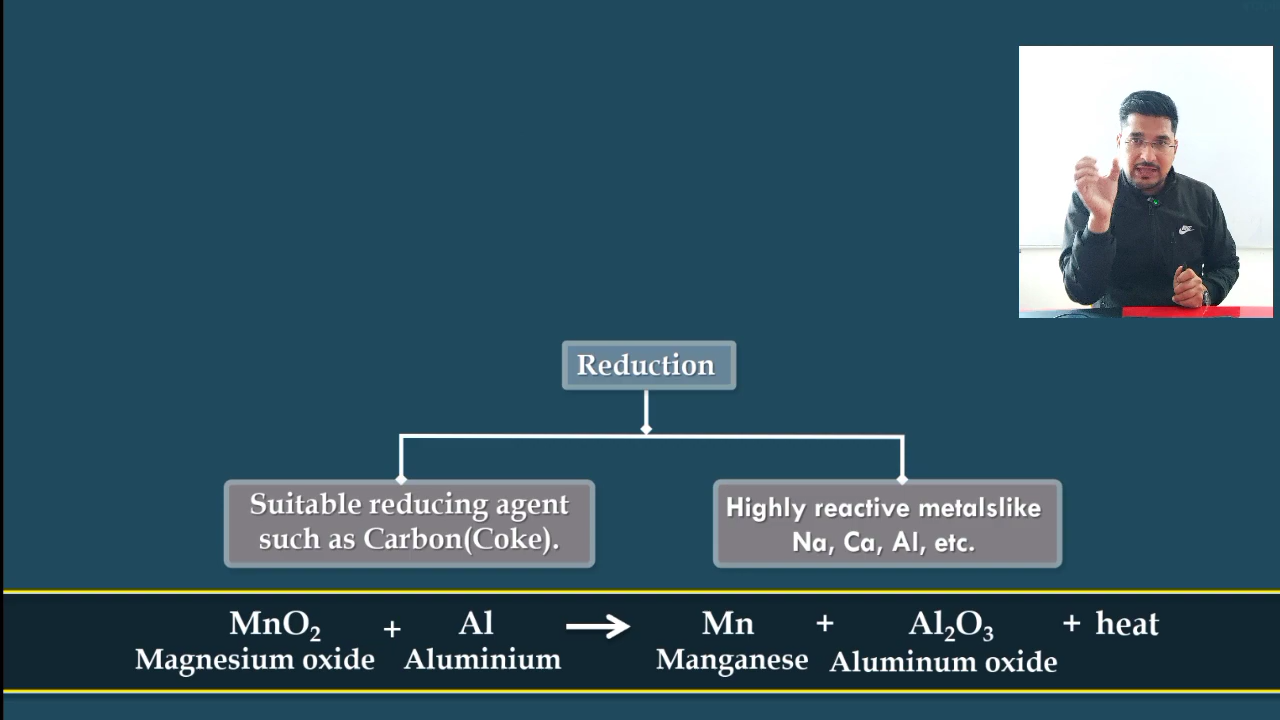 Reduction
Suitable reducing agent
such as Carbon(Coke).
Highly reactive metalslike
Na, Ca, Al, etc.
MnO₂ + Al → Mn + Al₂O₃ + heat
Magnesium oxide Aluminium Manganese Aluminum oxide